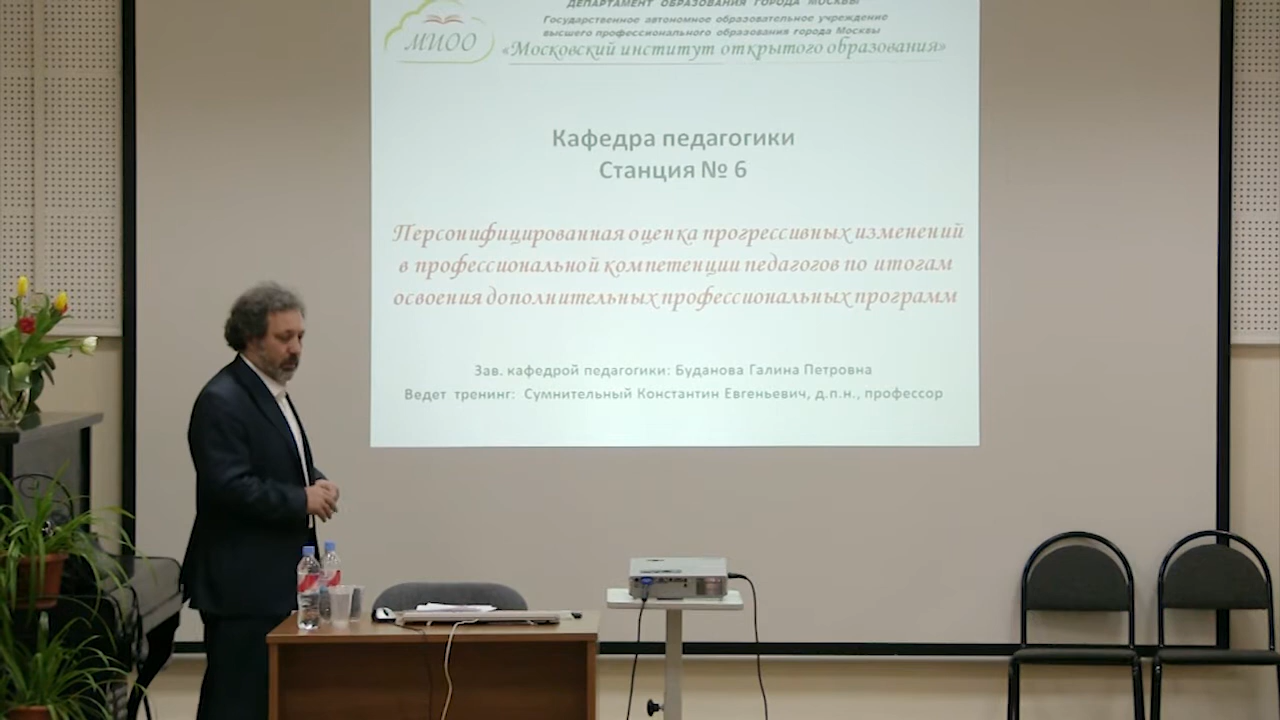 ДЕПАРТАМЕНТ ОБРАЗОВАНИЯ ГОРОДА МОСКВЫ
Государственное автономное образовательное учреждение
высшего профессионального образования города Москвы
МИОО «Московский институт открытого образования»
Кафедра педагогики
Станция № 6
Персонифицированная оценка прогрессивных изменений
в профессиональной компетенции педагогов по итогам
освоения дополнительных профессиональных программ
Зав. кафедрой педагогики: Буданова Галина Петровна
Ведет тренинг: Сумнительный Константин Евгеньевич, д.п.н., профессор